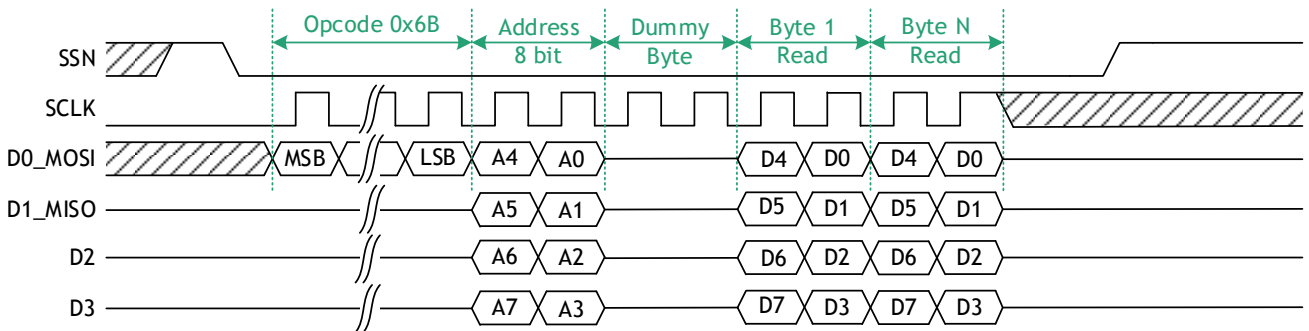 Opcode 0x6B Address Dummy Byte 1 Byte N
8 bit Byte Read Read
SSN
SCLK
D0_MOSI MSB LSB A4 A0 D4 D0 D4 D0
D1_MISO A5 A1 D5 D1 D5 D1
D2 A6 A2 D6 D2 D6 D2
D3 A7 A3 D7 D3 D7 D3